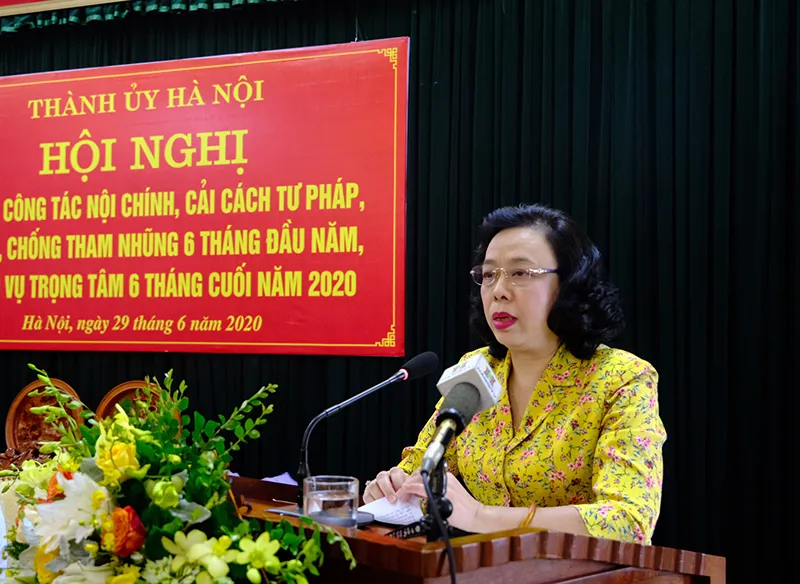 THÀNH ỦY HÀ NỘI
HỘI NGHỊ
CÔNG TÁC NỘI CHÍNH, CẢI CÁCH TƯ PHÁP,
, CHỐNG THAM NHŨNG 6 THÁNG ĐẦU NĂM,
VỤ TRỌNG TÂM 6 THÁNG CUỐI NĂM 2020
Hà Nội, ngày 29 tháng 6 năm 2020